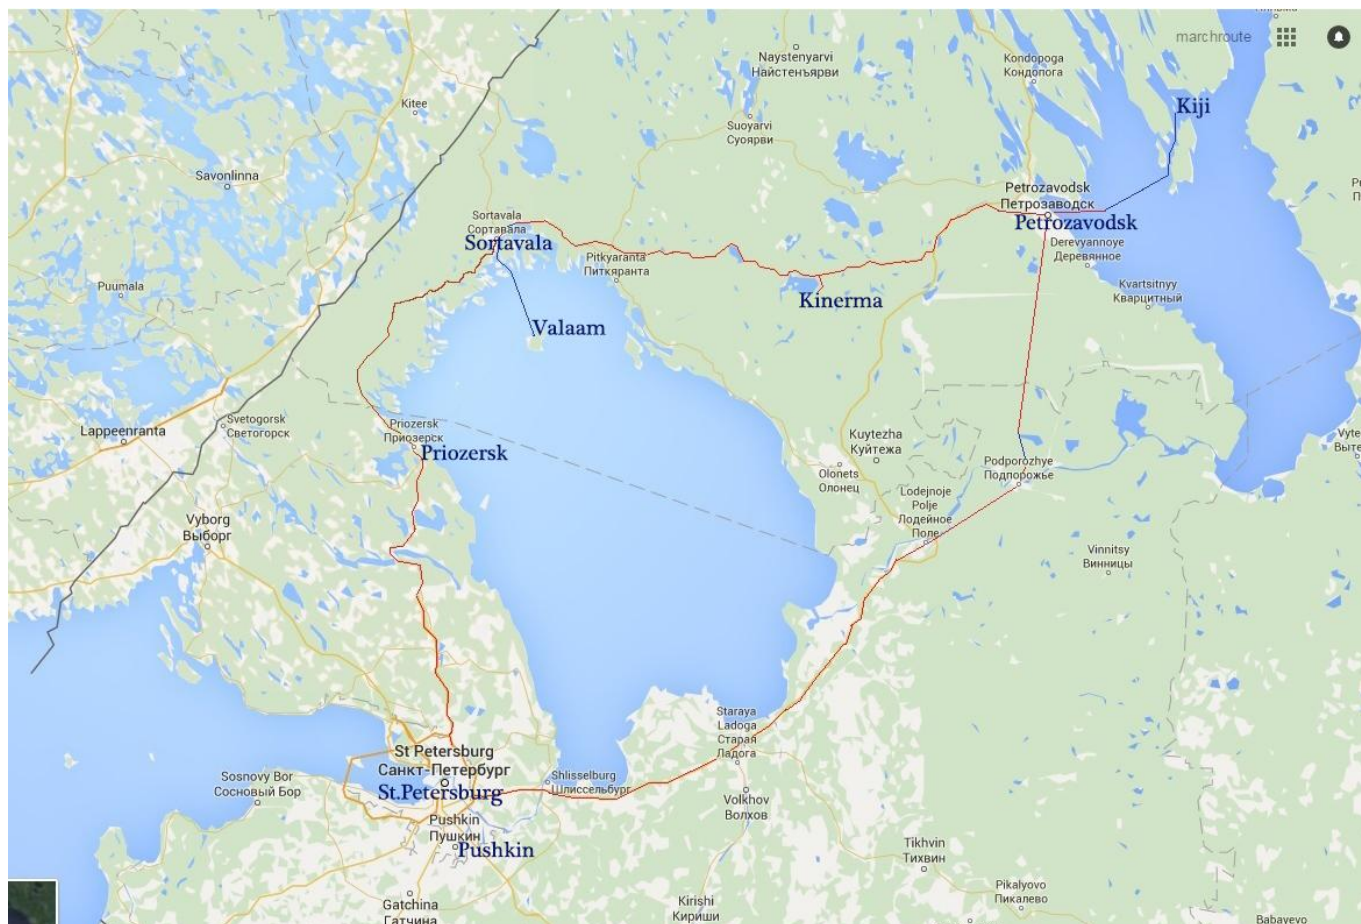 marchroute
Naystenyarvi
Найстенъярви
Kondopoga
Кондопога
Kitee
Kiji
Suoyarvi
Суоярви
Savonlinna
Petrozavodsk
Петрозаводск
Petrozavodsk
Sortavala
Сортавала
Sortavala
Derevyannoye
Деревянное
Pitkyaranta
Питкяранта
Puumala
Kvartsitnyy
Кварцитный
Kinerma
Valaam
Svetogorsk
Светогорск
Lappeenranta
Priozersk
Приозерск
Priozersk
Kuytezha
Куйтежа
Vyte
Выте
Olonets
Олонец
Podporozhye
Подпорожье
Lodejnoje
Polje
Лодейное
Поле
Vyborg
Выборг
Vinnitsy
Винницы
Staraya
Ladoga
Старая
Ладога
St Petersburg
Санкт-Петербург
St.Petersburg
Sosnovy Bor
Сосновый Бор
Shlisselburg
Шлиссельбург
Volkhov
Волхов
Pushkin
Пушкин
Pushkin
Tikhvin
Тихвин
Gatchina
Гатчина
Kirishi
Кириши
Pikalyovo
Пикалево
Babayevo